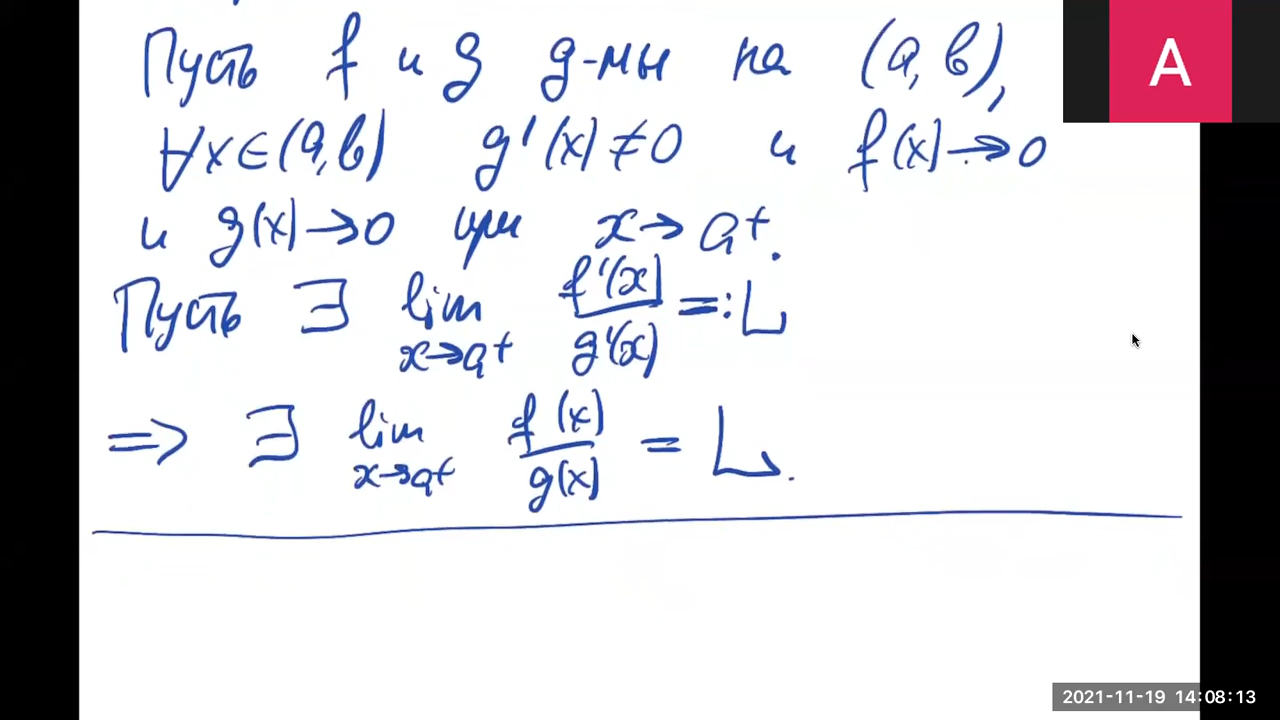 Пусть f и g д-мы на (a, b),
∀x∈(a, b) g'(x) ≠ 0 и f(x) → 0
и g(x) → 0 при x → a+.
Пусть ∃ lim x→a+ f'(x)/g'(x) =: L
=> ∃ lim x→a+ f(x)/g(x) = L.
A
2021-11-19 14:08:13